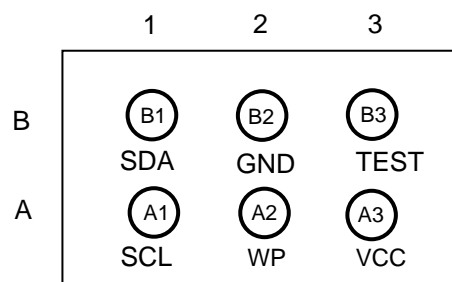 1 2 3
B B1 B2 B3
SDA GND TEST
A A1 A2 A3
SCL WP VCC